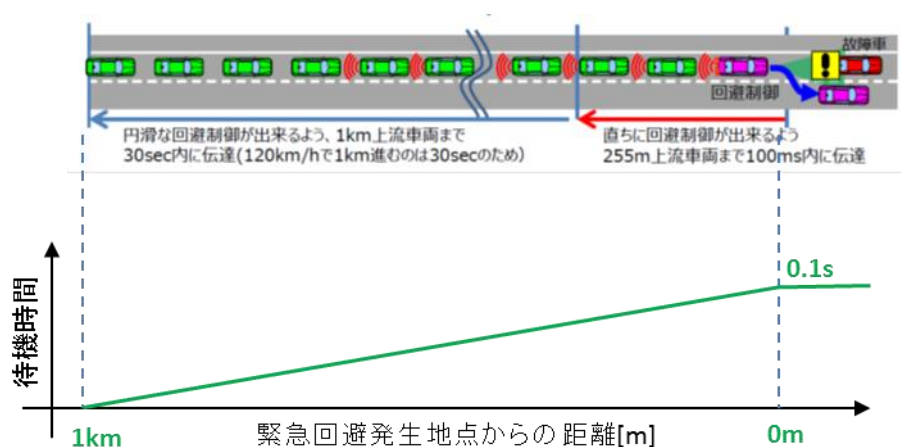 故障車
!
回避制御
円滑な回避制御が出来るよう、1km上流車両まで
30sec内に伝達(120km/hで1km進むのは30secのため)
直ちに回避制御が出来るよう
255m上流車両まで100ms内に伝達
0.1s
待機時間
1km
緊急回避発生地点からの距離[m]
0m